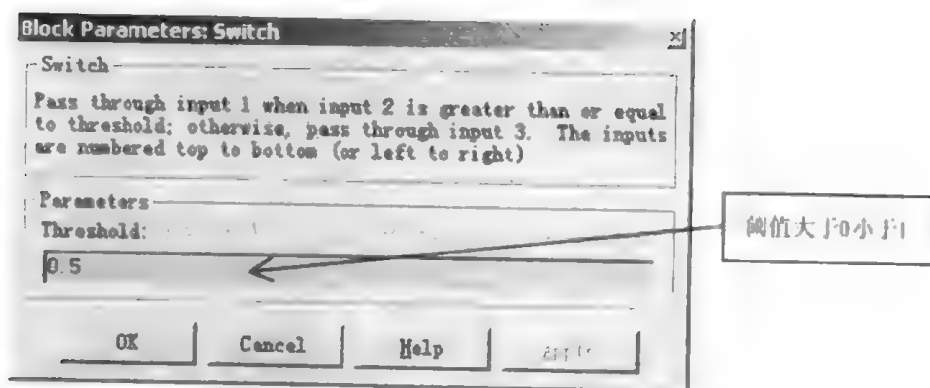 Block Parameters: Switch
Switch
Pass through input 1 when input 2 is greater than or equal
to threshold; otherwise, pass through input 3. The inputs
are numbered top to bottom (or left to right)
Parameters
Threshold:
0.5
阈值大于0小于1
OK
Cancel
Help